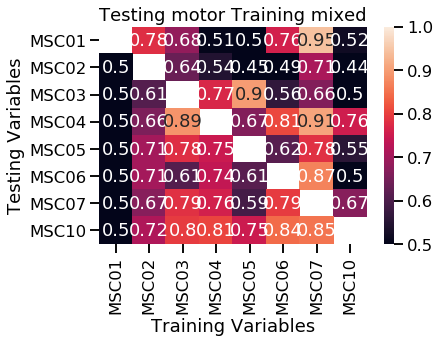 Testing motor Training mixed
Testing Variables
MSC01 0.78 0.68 0.51 0.5 0.76 0.95 0.52
MSC02 0.5 0.64 0.54 0.45 0.49 0.71 0.44
MSC03 0.5 0.61 0.77 0.9 0.56 0.66 0.5
MSC04 0.5 0.66 0.89 0.67 0.81 0.91 0.76
MSC05 0.5 0.71 0.78 0.75 0.62 0.78 0.55
MSC06 0.5 0.71 0.61 0.74 0.61 0.87 0.5
MSC07 0.5 0.67 0.79 0.76 0.59 0.79 0.67
MSC10 0.5 0.72 0.8 0.81 0.75 0.84 0.85
MSC01 MSC02 MSC03 MSC04 MSC05 MSC06 MSC07 MSC10
Training Variables
1.0
0.9
0.8
0.7
0.6
0.5